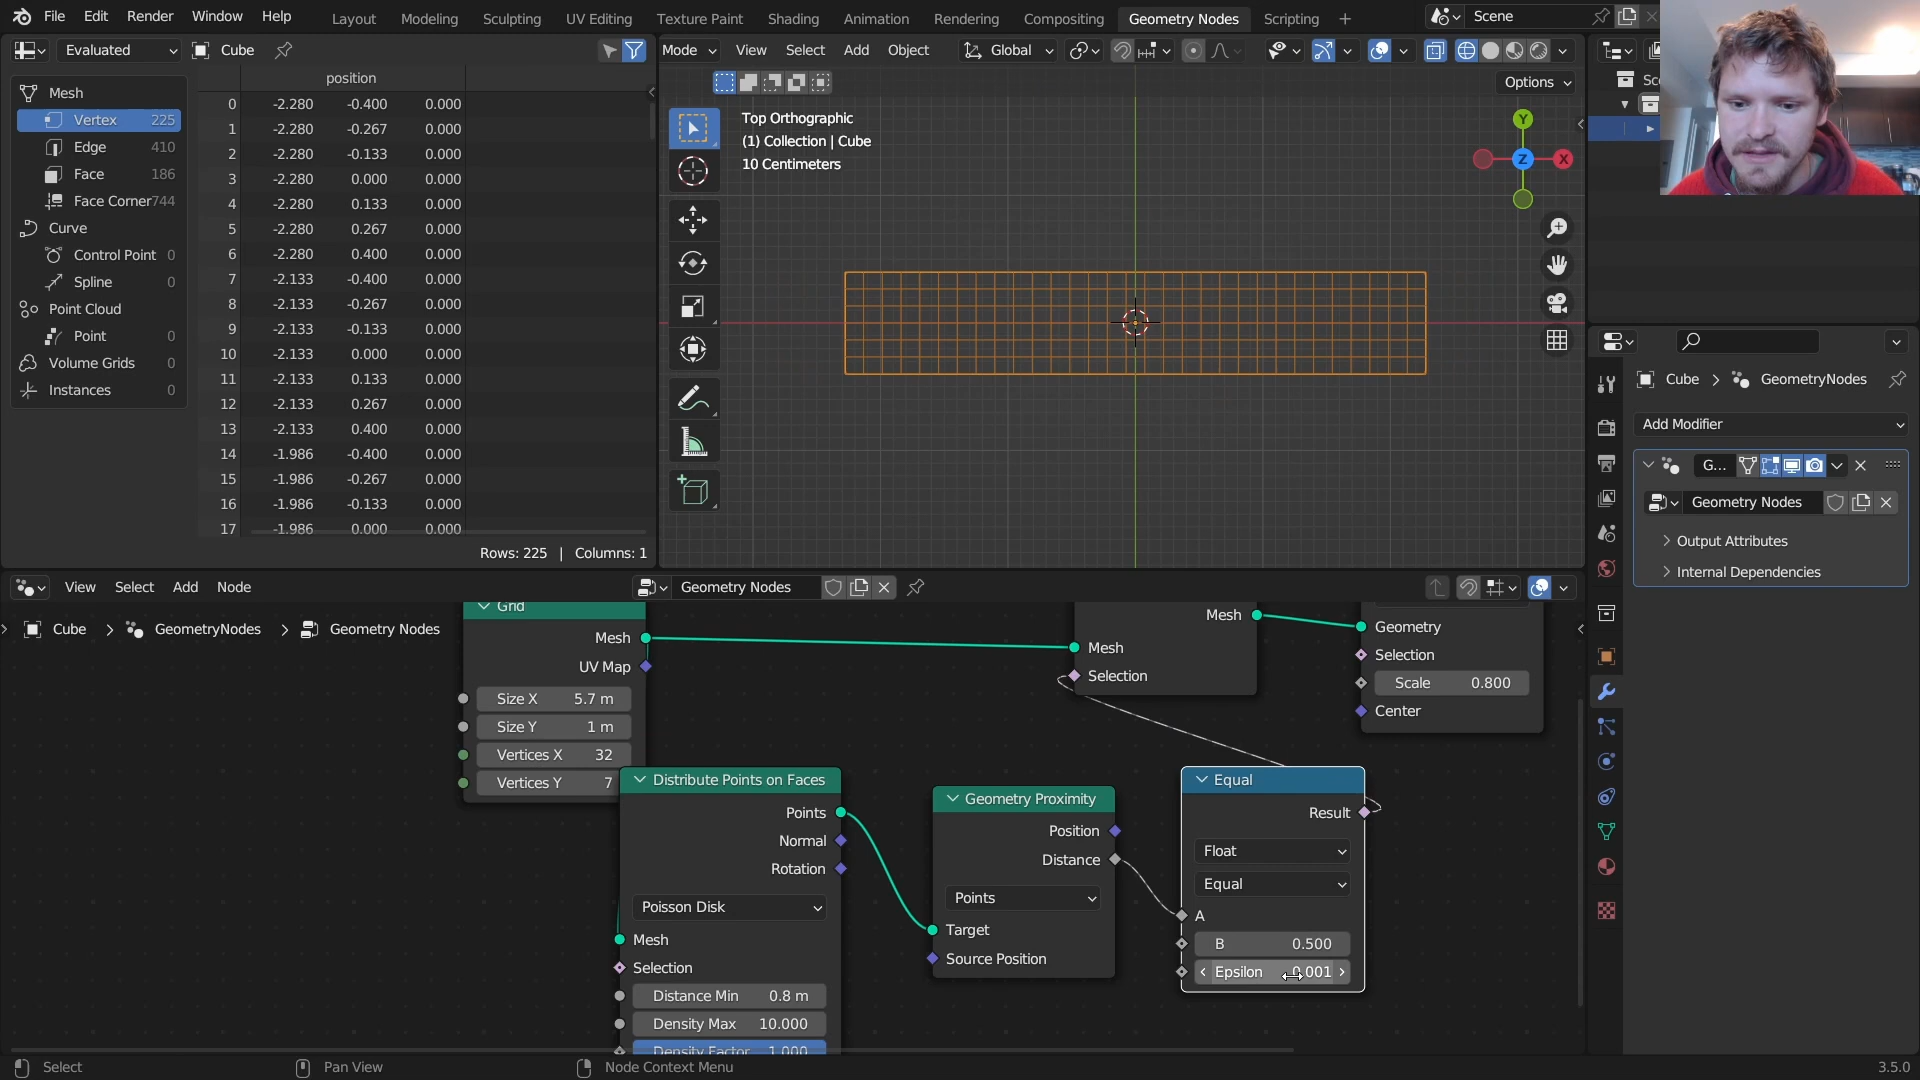 File Edit Render Window Help
Layout Modeling Sculpting UV Editing Texture Paint Shading Animation Rendering Compositing Geometry Nodes Scripting
Scene
Evaluated
Cube
Mode View Select Add Object
Global
Options
position
Mesh
Vertex 225
Edge 410
Face 186
Face Corner 744
Curve
Control Point 0
Spline 0
Point Cloud
Point 0
Volume Grids 0
Instances 0
0 -2.280 -0.400 0.000
1 -2.280 -0.267 0.000
2 -2.280 -0.133 0.000
3 -2.280 0.000 0.000
4 -2.280 0.133 0.000
5 -2.280 0.267 0.000
6 -2.280 0.400 0.000
7 -2.133 -0.400 0.000
8 -2.133 -0.267 0.000
9 -2.133 -0.133 0.000
10 -2.133 0.000 0.000
11 -2.133 0.133 0.000
12 -2.133 0.267 0.000
13 -2.133 0.400 0.000
14 -1.986 -0.400 0.000
15 -1.986 -0.267 0.000
16 -1.986 -0.133 0.000
17 -1.986 0.000 0.000
Rows: 225 | Columns: 1
Top Orthographic
(1) Collection | Cube
10 Centimeters
Y
Z
X
Sc
Cube > GeometryNodes
Add Modifier
G...
Geometry Nodes
Output Attributes
Internal Dependencies
View Select Add Node
Geometry Nodes
Cube > GeometryNodes > Geometry Nodes
Grid
Mesh
UV Map
Size X 5.7 m
Size Y 1 m
Vertices X 32
Vertices Y 7
Mesh
Mesh
Selection
Geometry
Selection
Scale 0.800
Center
Distribute Points on Faces
Points
Normal
Rotation
Poisson Disk
Mesh
Selection
Distance Min 0.8 m
Density Max 10.000
Density Factor 1.000
Geometry Proximity
Position
Distance
Points
Target
Source Position
Equal
Result
Float
Equal
A
B 0.500
Epsilon 0.001
Select
Pan View
Node Context Menu
3.5.0